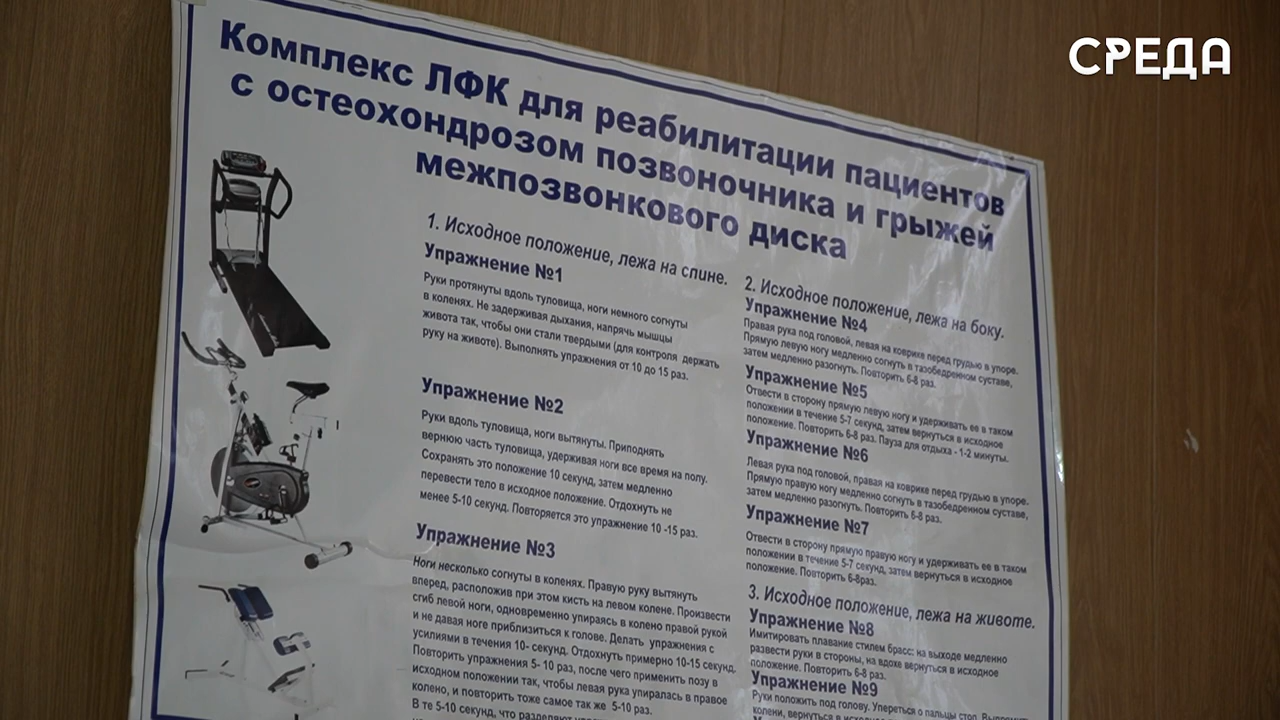 СРЕДА
Комплекс ЛФК для реабилитации пациентов
с остеохондрозом позвоночника и грыжей
межпозвонкового диска
1. Исходное положение, лежа на спине.
Упражнение №1
Руки протянуты вдоль туловища, ноги немного согнуты
в коленях. Не задерживая дыхания, напрячь мышцы
живота так, чтобы они стали твердыми (для контроля держать
руку на животе). Выполнять упражнения от 10 до 15 раз.
Упражнение №2
Руки вдоль туловища, ноги вытянуты. Приподнять
вернюю часть туловища, удерживая ноги все время на полу.
Сохранять это положение 10 секунд, затем медленно
перевести тело в исходное положение. Отдохнуть не
менее 5-10 секунд. Повторяется это упражнение 10 -15 раз.
Упражнение №3
Ноги несколько согнуты в коленях. Правую руку вытянуть
вперед, расположив при этом кисть на левом колене. Произвести
сгиб левой ноги, одновременно упираясь в колено правой рукой
и не давая ноге приблизиться к голове. Делать упражнения с
усилиями в течения 10- секунд. Отдохнуть примерно 10-15 секунд.
Повторить упражнения 5- 10 раз, после чего применить позу в
исходном положении так, чтобы левая рука упиралась в правое
колено, и повторить тоже самое так же 5-10 раз.
В те 5-10 секунд, что разделяют
2. Исходное положение, лежа на боку.
Упражнение №4
Правая рука под головой, левая на коврике перед грудью в упоре.
Прямую левую ногу медленно согнуть в тазобедренном суставе,
затем медленно разогнуть. Повторить 6-8 раз.
Упражнение №5
Отвести в сторону прямую левую ногу и удерживать ее в таком
положении в течение 5-7 секунд, затем вернуться в исходное
положение. Повторить 6-8 раз. Пауза для отдыха - 1-2 минуты.
Упражнение №6
Левая рука под головой, правая на коврике перед грудью в упоре.
Прямую правую ногу медленно согнуть в тазобедренном суставе,
затем медленно разогнуть. Повторить 6-8 раз.
Упражнение №7
Отвести в сторону прямую правую ногу и удерживать ее в таком
положении в течение 5-7 секунд, затем вернуться в исходное
положение. Повторить 6-8раз.
3. Исходное положение, лежа на животе.
Упражнение №8
Имитировать плавание стилем брасс: на выходе медленно
развести руки в стороны, на вдохе вернуться в исходное
положение. Повторить 6-8 раз.
Упражнение №9
Руки положить под голову. Упереться о пальцы стоп.
колени, вернуться в